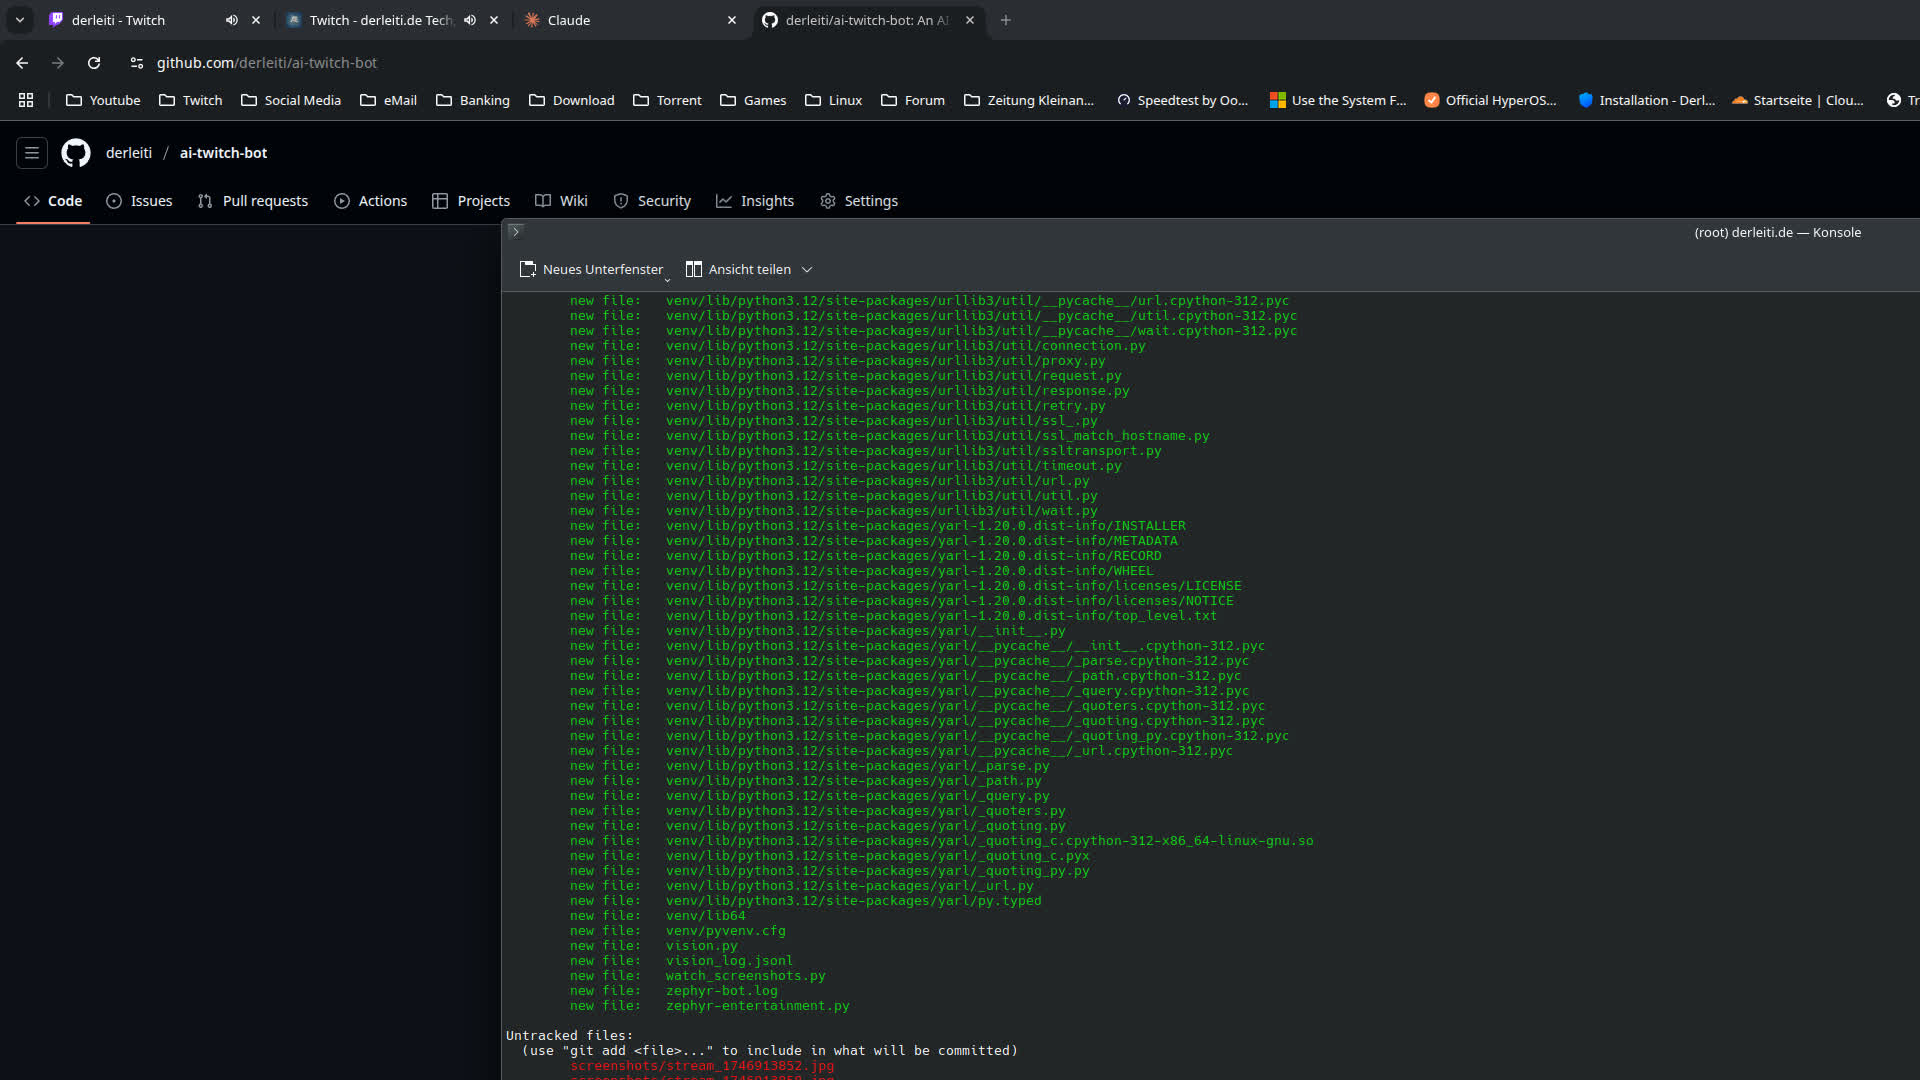 derleiti - Twitch
Twitch - derleiti.de Tech
Claude
derleiti/ai-twitch-bot: An AI
github.com/derleiti/ai-twitch-bot
Youtube
Twitch
Social Media
eMail
Banking
Download
Torrent
Games
Linux
Forum
Zeitung Kleinan...
Speedtest by Oo...
Use the System F...
Official HyperOS...
Installation - Derl...
Startseite | Clou...
Tr
derleiti / ai-twitch-bot
Code
Issues
Pull requests
Actions
Projects
Wiki
Security
Insights
Settings
(root) derleiti.de — Konsole
Neues Unterfenster
Ansicht teilen
new file:   venv/lib/python3.12/site-packages/urllib3/util/__pycache__/url.cpython-312.pyc
new file:   venv/lib/python3.12/site-packages/urllib3/util/__pycache__/util.cpython-312.pyc
new file:   venv/lib/python3.12/site-packages/urllib3/util/__pycache__/wait.cpython-312.pyc
new file:   venv/lib/python3.12/site-packages/urllib3/util/connection.py
new file:   venv/lib/python3.12/site-packages/urllib3/util/proxy.py
new file:   venv/lib/python3.12/site-packages/urllib3/util/request.py
new file:   venv/lib/python3.12/site-packages/urllib3/util/response.py
new file:   venv/lib/python3.12/site-packages/urllib3/util/retry.py
new file:   venv/lib/python3.12/site-packages/urllib3/util/ssl_.py
new file:   venv/lib/python3.12/site-packages/urllib3/util/ssl_match_hostname.py
new file:   venv/lib/python3.12/site-packages/urllib3/util/ssltransport.py
new file:   venv/lib/python3.12/site-packages/urllib3/util/timeout.py
new file:   venv/lib/python3.12/site-packages/urllib3/util/url.py
new file:   venv/lib/python3.12/site-packages/urllib3/util/util.py
new file:   venv/lib/python3.12/site-packages/urllib3/util/wait.py
new file:   venv/lib/python3.12/site-packages/yarl-1.20.0.dist-info/INSTALLER
new file:   venv/lib/python3.12/site-packages/yarl-1.20.0.dist-info/METADATA
new file:   venv/lib/python3.12/site-packages/yarl-1.20.0.dist-info/RECORD
new file:   venv/lib/python3.12/site-packages/yarl-1.20.0.dist-info/WHEEL
new file:   venv/lib/python3.12/site-packages/yarl-1.20.0.dist-info/licenses/LICENSE
new file:   venv/lib/python3.12/site-packages/yarl-1.20.0.dist-info/licenses/NOTICE
new file:   venv/lib/python3.12/site-packages/yarl-1.20.0.dist-info/top_level.txt
new file:   venv/lib/python3.12/site-packages/yarl/__init__.py
new file:   venv/lib/python3.12/site-packages/yarl/__pycache__/__init__.cpython-312.pyc
new file:   venv/lib/python3.12/site-packages/yarl/__pycache__/_parse.cpython-312.pyc
new file:   venv/lib/python3.12/site-packages/yarl/__pycache__/_path.cpython-312.pyc
new file:   venv/lib/python3.12/site-packages/yarl/__pycache__/_query.cpython-312.pyc
new file:   venv/lib/python3.12/site-packages/yarl/__pycache__/_quoters.cpython-312.pyc
new file:   venv/lib/python3.12/site-packages/yarl/__pycache__/_quoting.cpython-312.pyc
new file:   venv/lib/python3.12/site-packages/yarl/__pycache__/_quoting_py.cpython-312.pyc
new file:   venv/lib/python3.12/site-packages/yarl/__pycache__/_url.cpython-312.pyc
new file:   venv/lib/python3.12/site-packages/yarl/_parse.py
new file:   venv/lib/python3.12/site-packages/yarl/_path.py
new file:   venv/lib/python3.12/site-packages/yarl/_query.py
new file:   venv/lib/python3.12/site-packages/yarl/_quoters.py
new file:   venv/lib/python3.12/site-packages/yarl/_quoting.py
new file:   venv/lib/python3.12/site-packages/yarl/_quoting_c.cpython-312-x86_64-linux-gnu.so
new file:   venv/lib/python3.12/site-packages/yarl/_quoting_c.pyx
new file:   venv/lib/python3.12/site-packages/yarl/_quoting_py.py
new file:   venv/lib/python3.12/site-packages/yarl/_url.py
new file:   venv/lib/python3.12/site-packages/yarl/py.typed
new file:   venv/lib64
new file:   venv/pyvenv.cfg
new file:   vision.py
new file:   vision_log.jsonl
new file:   watch_screenshots.py
new file:   zephyr-bot.log
new file:   zephyr-entertainment.py
Untracked files:
(use "git add <file>..." to include in what will be committed)
screenshots/stream_1746913852.jpg